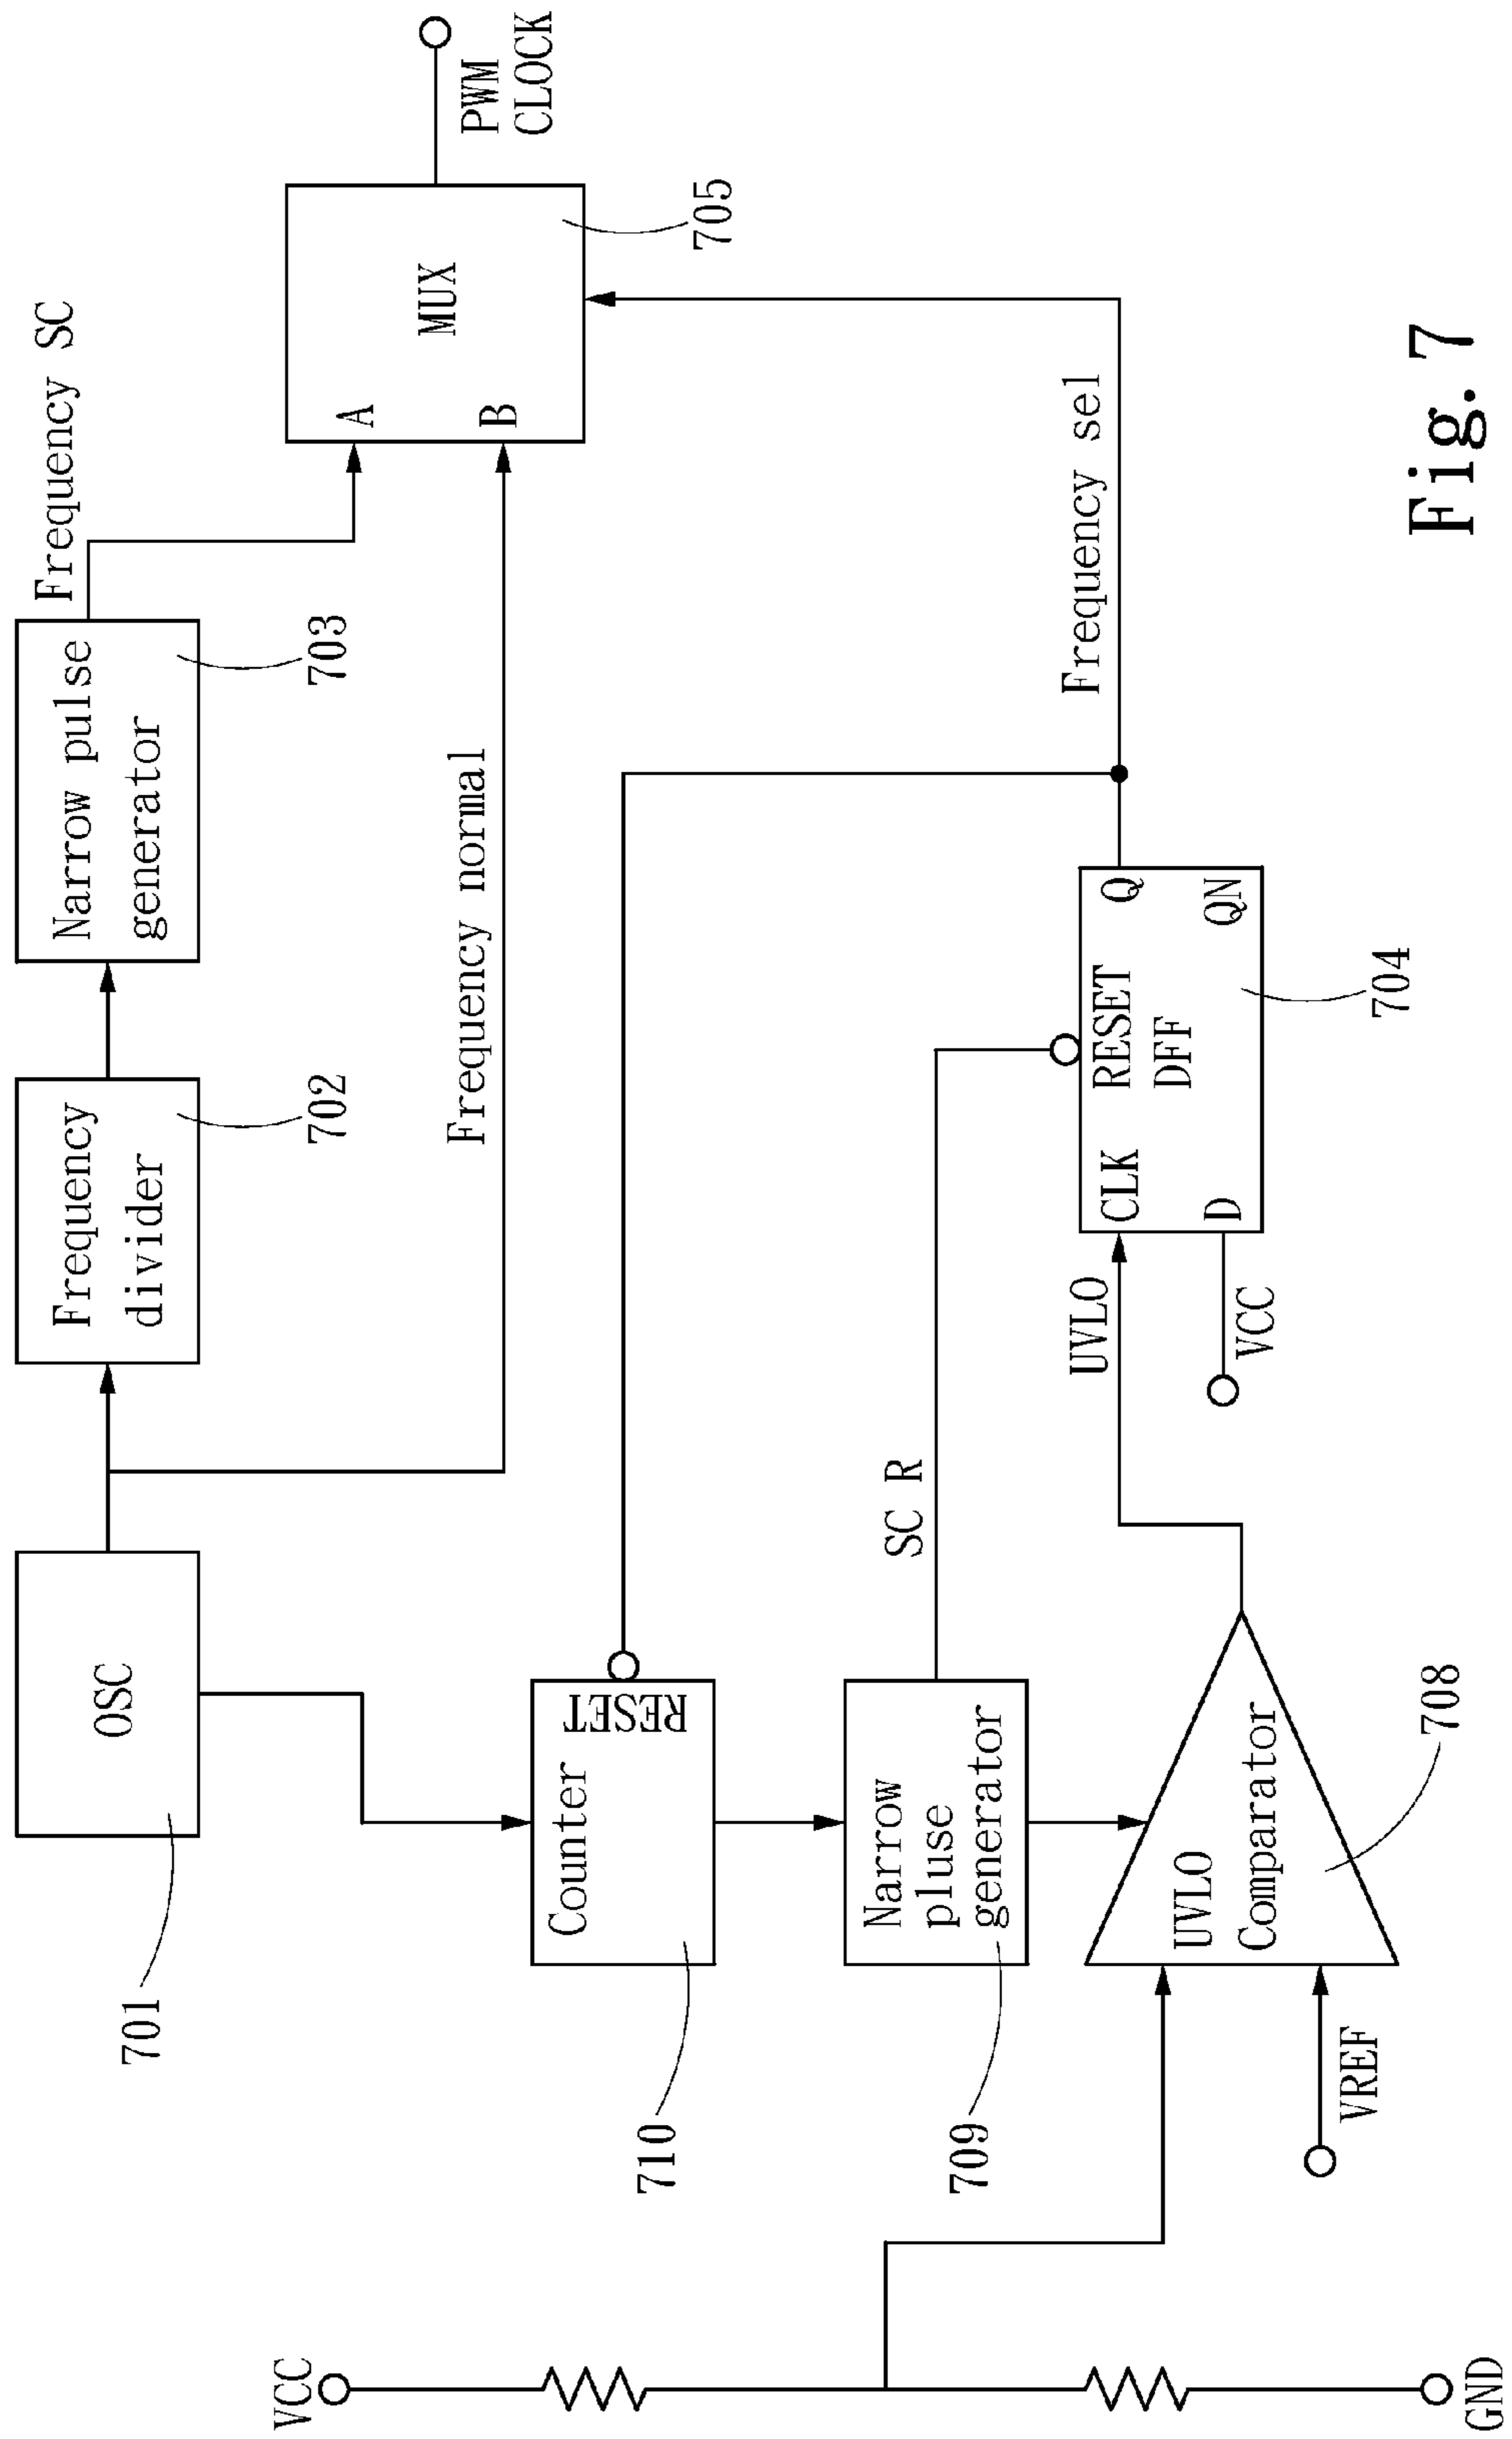 OSC
701
Frequency
divider
702
Narrow pulse
generator
703
Frequency SC
A
B
MUX
705
PWM
CLOCK
Frequency normal
Counter
RESET
710
Narrow
pluse
generator
709
SC R
UVLO
Comparator
708
VREF
VCC
GND
UVLO
CLK
RESET
Q
DFF
D
QN
704
VCC
Frequency sel
Fig. 7